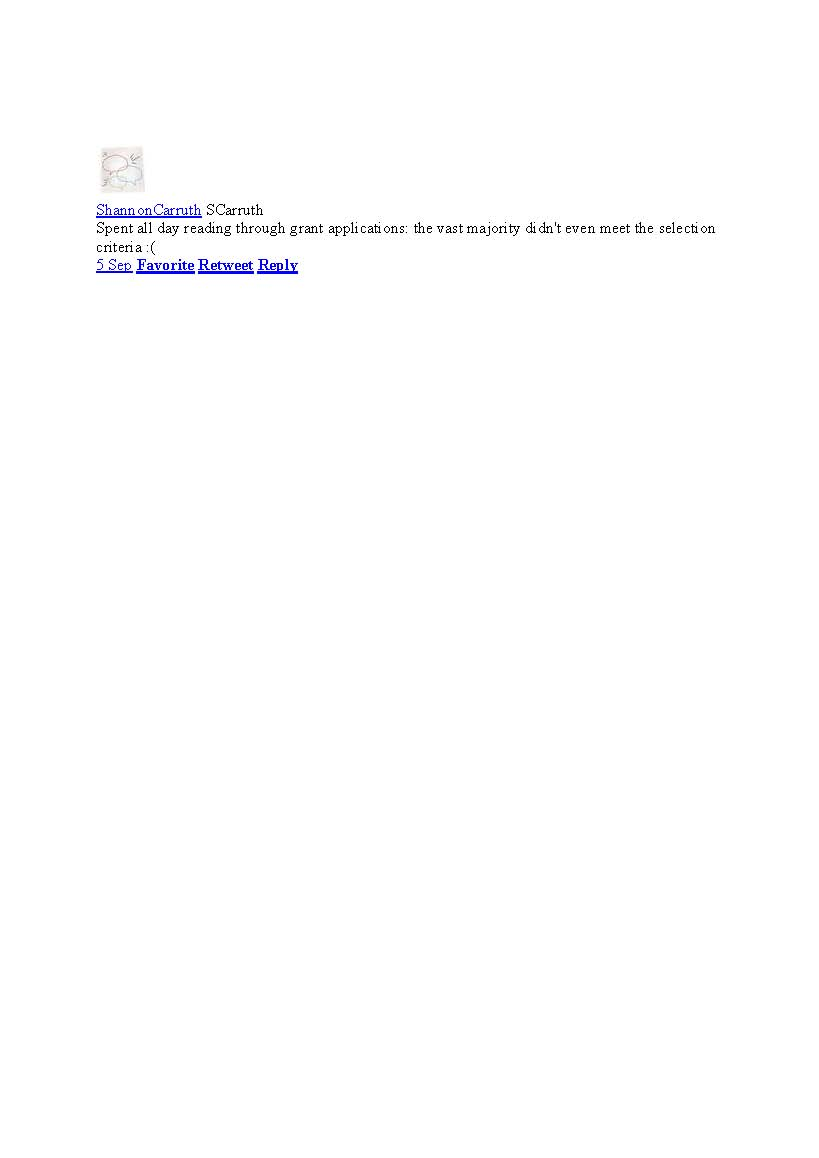 ShannonCarruth SCarruth
Spent all day reading through grant applications: the vast majority didn't even meet the selection
criteria :(
5 Sep Favorite Retweet Reply